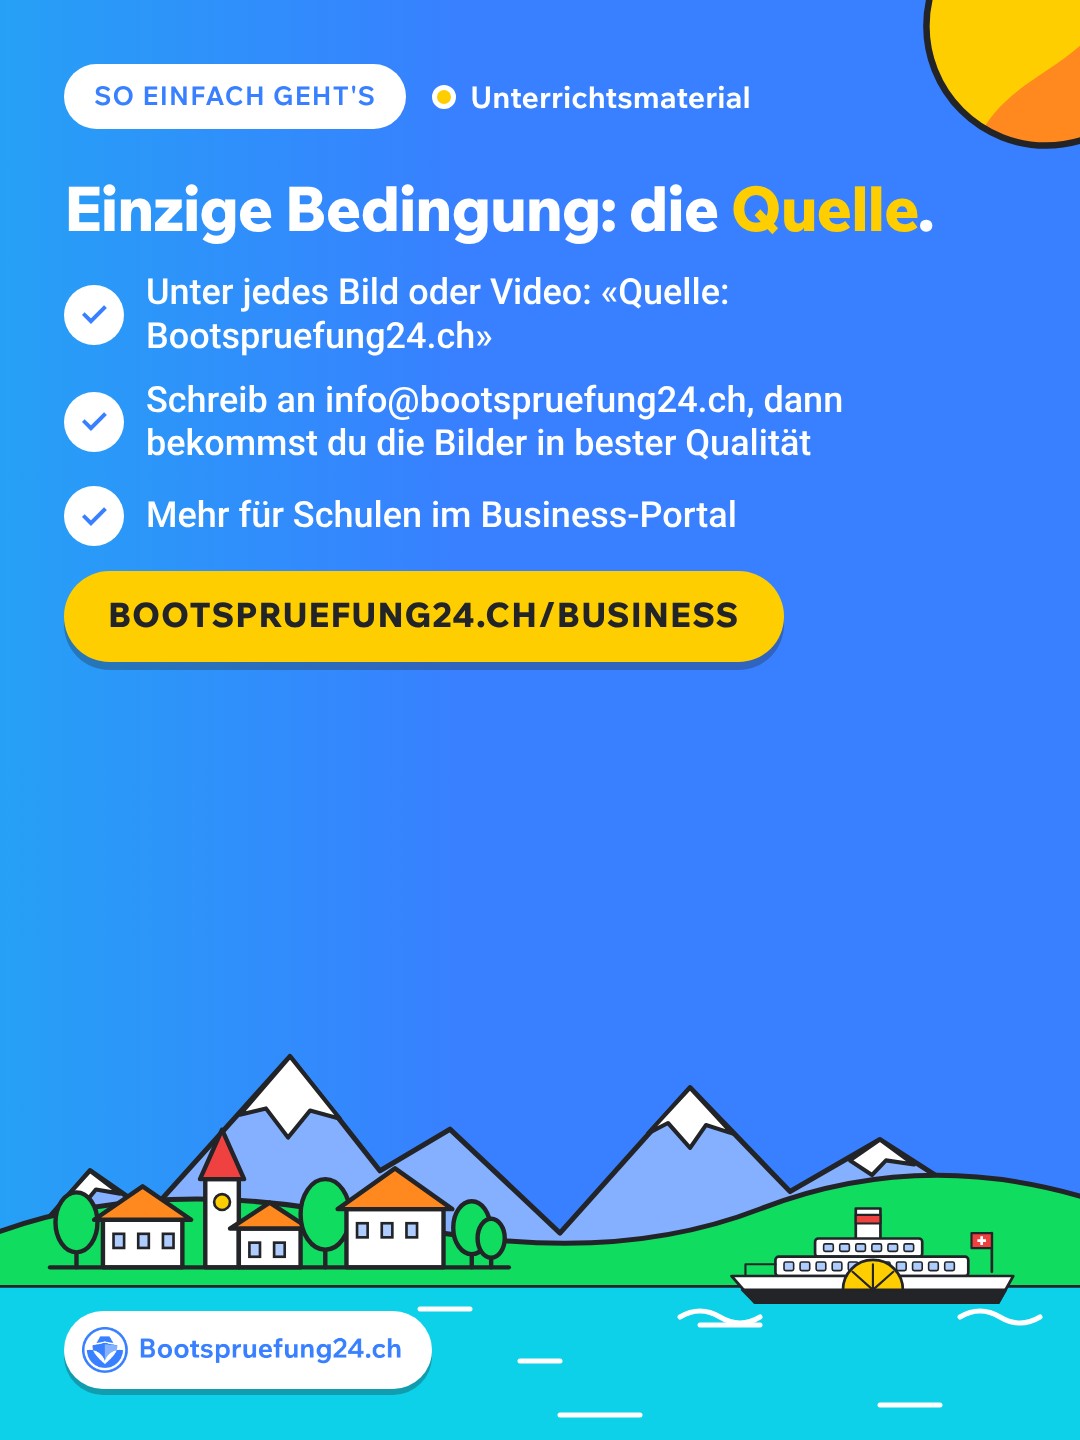 SO EINFACH GEHT'S
Unterrichtsmaterial
Einzige Bedingung: die Quelle.
Unter jedes Bild oder Video: «Quelle:
Bootspruefung24.ch»
Schreib an info@bootspruefung24.ch, dann
bekommst du die Bilder in bester Qualität
Mehr für Schulen im Business-Portal
BOOTSPRUEFUNG24.CH/BUSINESS
Bootspruefung24.ch